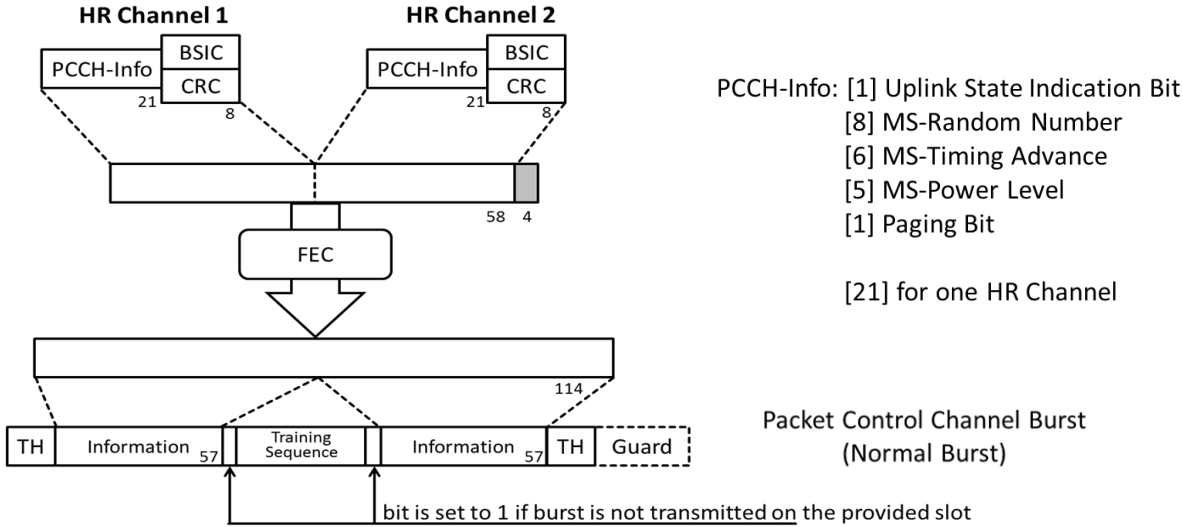 HR Channel 1
HR Channel 2
PCCH-Info
BSIC
CRC
21
8
PCCH-Info
BSIC
CRC
21
8
58
4
FEC
114
TH
Information
57
Training
Sequence
Information
57
TH
Guard
bit is set to 1 if burst is not transmitted on the provided slot
PCCH-Info: [1] Uplink State Indication Bit
[8] MS-Random Number
[6] MS-Timing Advance
[5] MS-Power Level
[1] Paging Bit
[21] for one HR Channel
Packet Control Channel Burst
(Normal Burst)